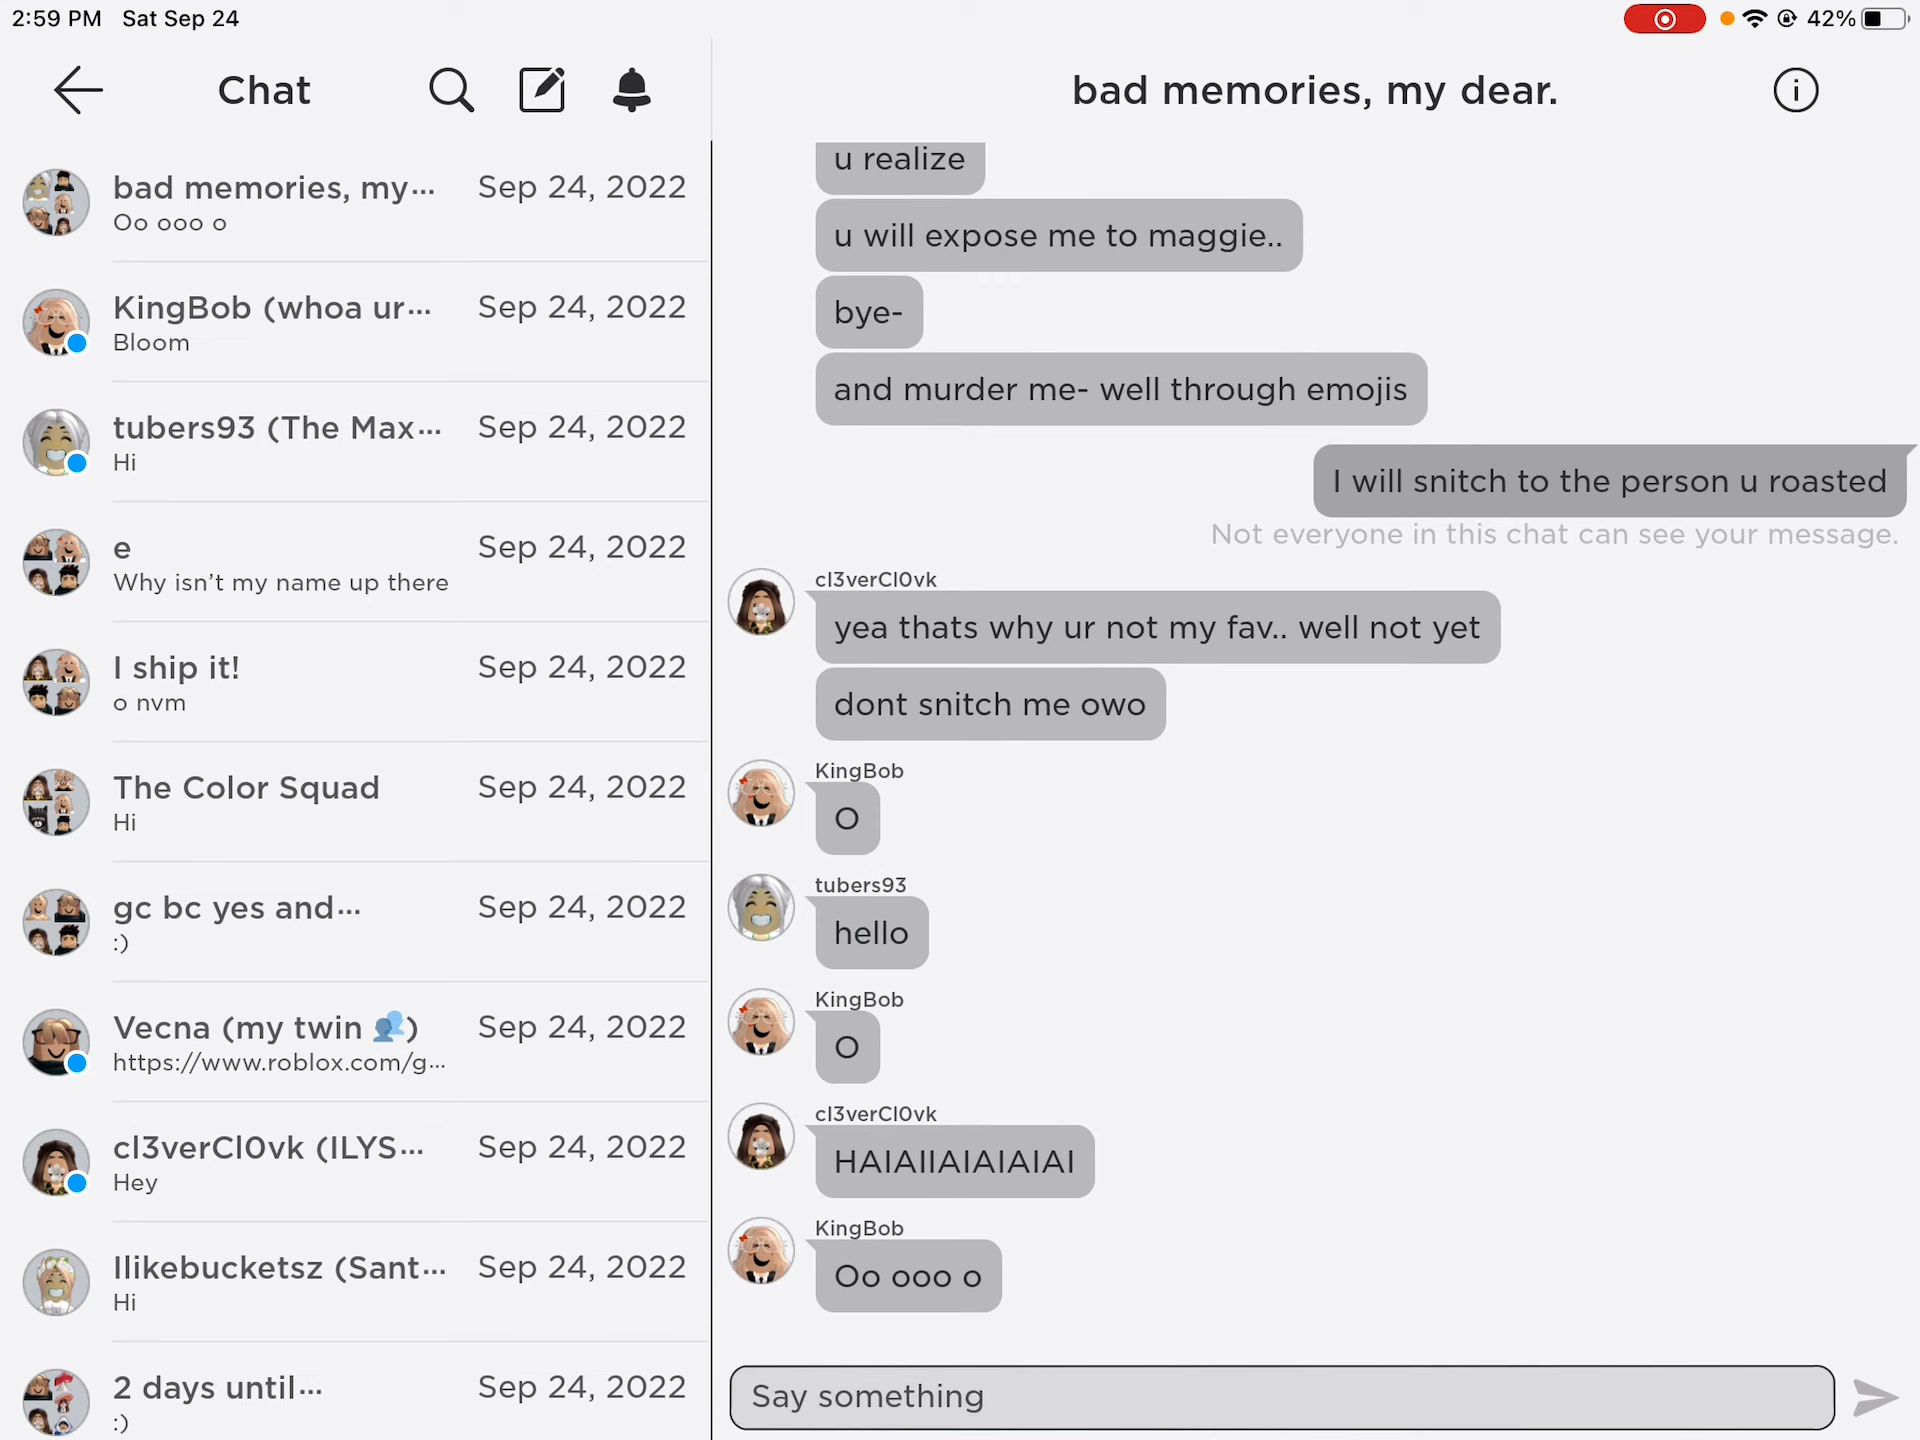 2:59 PM Sat Sep 24
42%
Chat
bad memories, my dear.
bad memories, my... Sep 24, 2022
Oo ooo o
KingBob (whoa ur... Sep 24, 2022
Bloom
tubers93 (The Max... Sep 24, 2022
Hi
e Sep 24, 2022
Why isn't my name up there
I ship it! Sep 24, 2022
o nvm
The Color Squad Sep 24, 2022
Hi
gc bc yes and... Sep 24, 2022
:)
Vecna (my twin 👥) Sep 24, 2022
https://www.roblox.com/g...
cl3verCl0vk (ILYS... Sep 24, 2022
Hey
Ilikebucketsz (Sant... Sep 24, 2022
Hi
2 days until... Sep 24, 2022
:)
u realize
u will expose me to maggie..
bye-
and murder me- well through emojis
I will snitch to the person u roasted
Not everyone in this chat can see your message.
cl3verCl0vk
yea thats why ur not my fav.. well not yet
dont snitch me owo
KingBob
O
tubers93
hello
KingBob
O
cl3verCl0vk
HAIAIIAIAIAIAI
KingBob
Oo ooo o
Say something